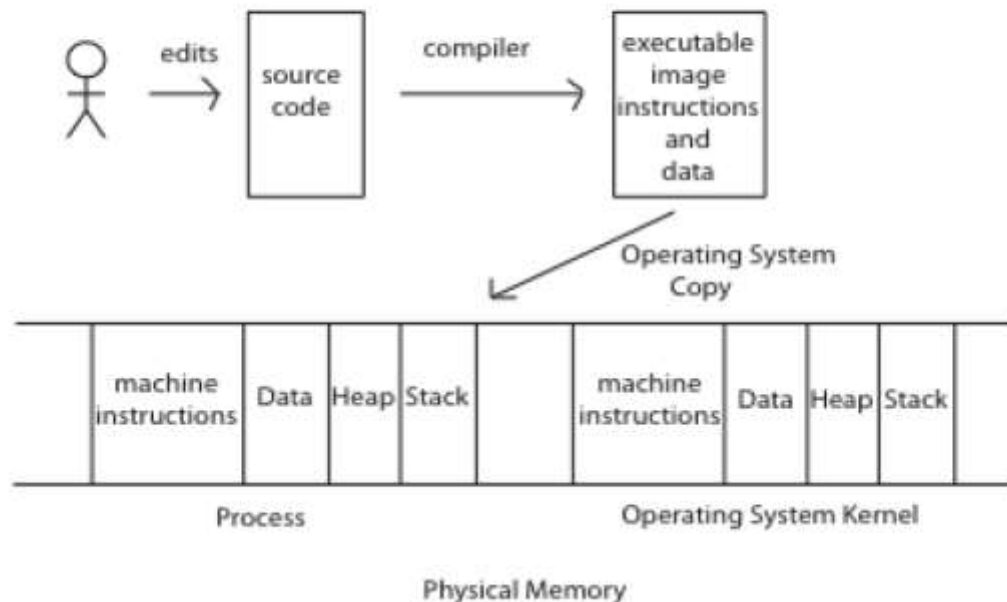 edits
source
code
compiler
executable
image
instructions
and
data
Operating System
Copy
machine
instructions
Data
Heap
Stack
machine
instructions
Data
Heap
Stack
Process
Operating System Kernel
Physical Memory